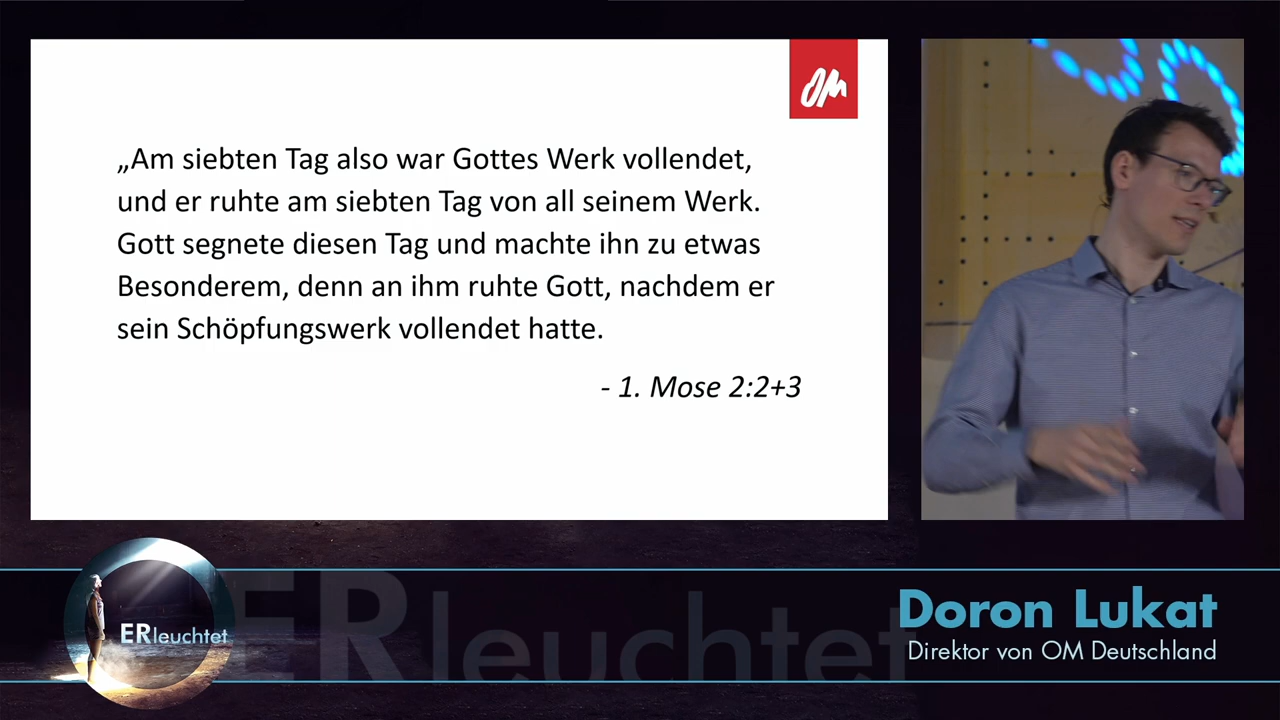 OM
„Am siebten Tag also war Gottes Werk vollendet,
und er ruhte am siebten Tag von all seinem Werk.
Gott segnete diesen Tag und machte ihn zu etwas
Besonderem, denn an ihm ruhte Gott, nachdem er
sein Schöpfungswerk vollendet hatte.
- 1. Mose 2:2+3
ERleuchtet
ERleuchtet
Doron Lukat
Direktor von OM Deutschland